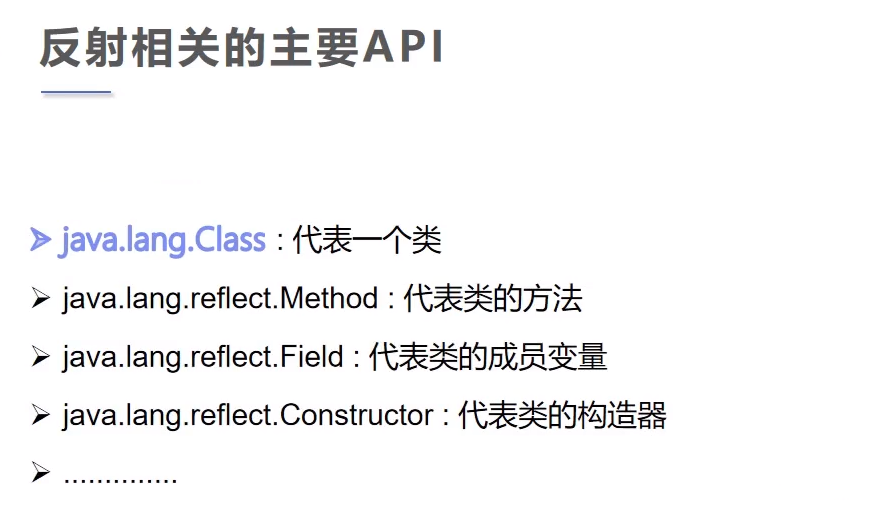 反射相关的主要API
java.lang.Class : 代表一个类
java.lang.reflect.Method : 代表类的方法
java.lang.reflect.Field : 代表类的成员变量
java.lang.reflect.Constructor : 代表类的构造器
..............